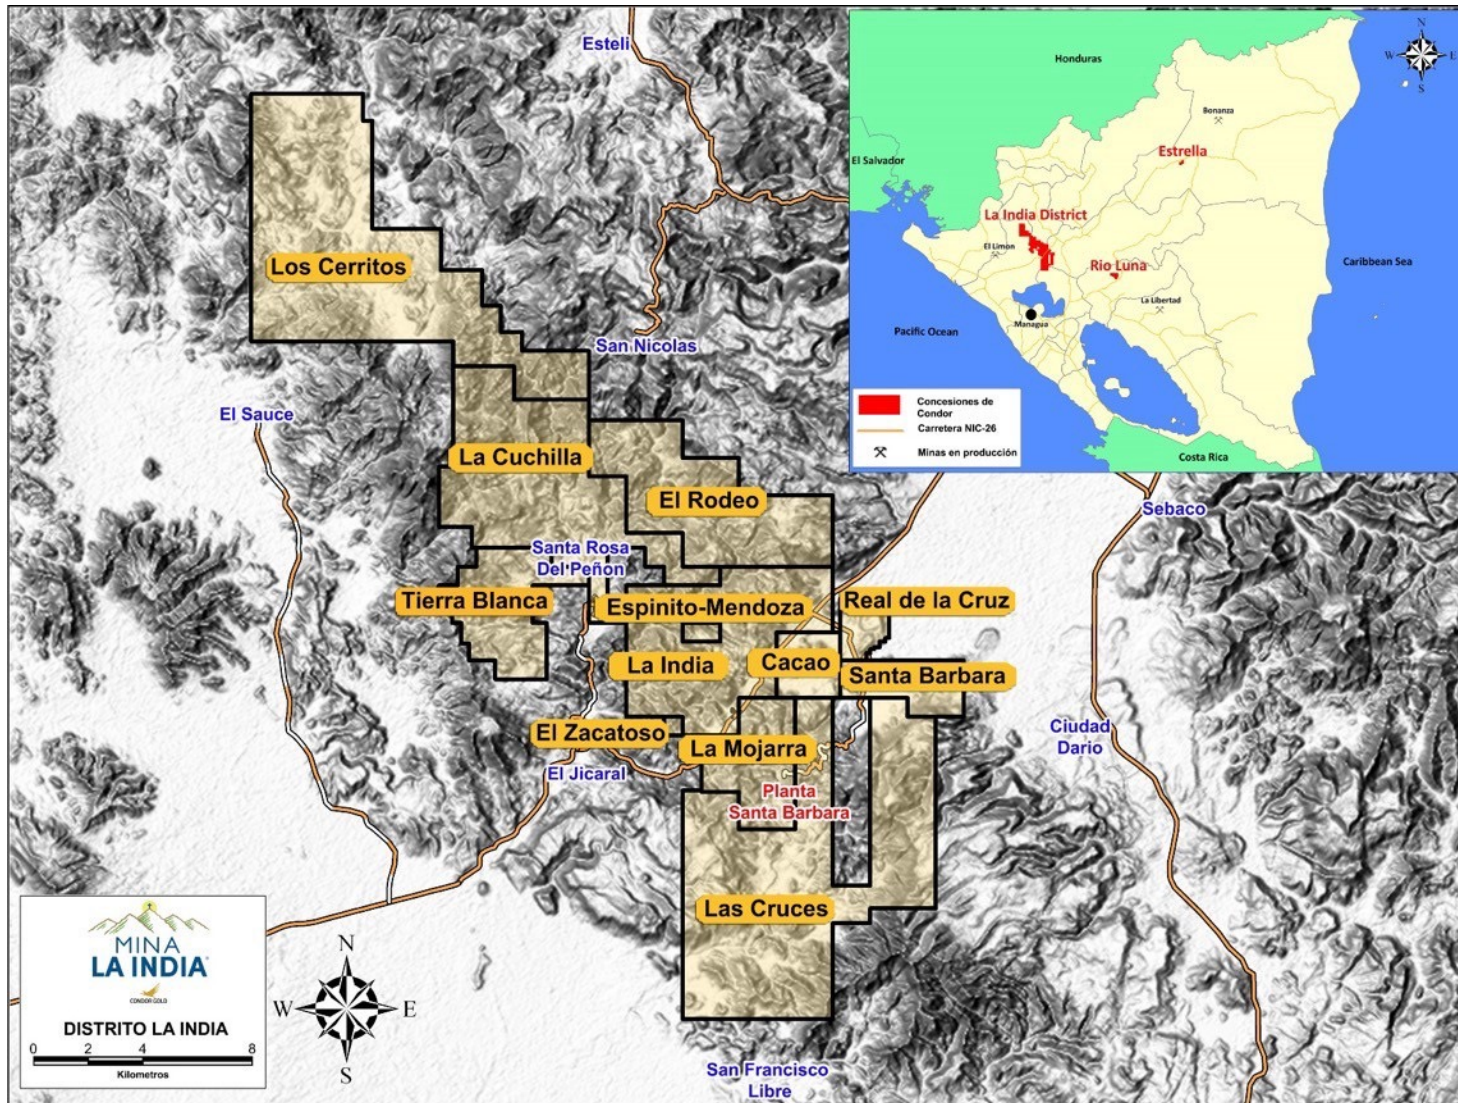 Esteli
Los Cerritos
San Nicolas
El Sauce
La Cuchilla
El Rodeo
Sebaco
Santa Rosa
Del Peñon
Tierra Blanca
Espinito-Mendoza
Real de la Cruz
La India
Cacao
Santa Barbara
El Zacatoso
La Mojarra
Ciudad
Dario
El Jicaral
Planta
Santa Barbara
Las Cruces
San Francisco
Libre
N
W
E
S
MINA
LA INDIA
CONDOR GOLD
DISTRITO LA INDIA
0 2 4 8
Kilometros
N
W
E
S
Honduras
Bonanza
El Salvador
Estrella
La India District
El Limon
Rio Luna
Caribbean Sea
La Libertad
Managua
Pacific Ocean
Costa Rica
Concesiones de
Condor
Carretera NIC-26
Minas en producción